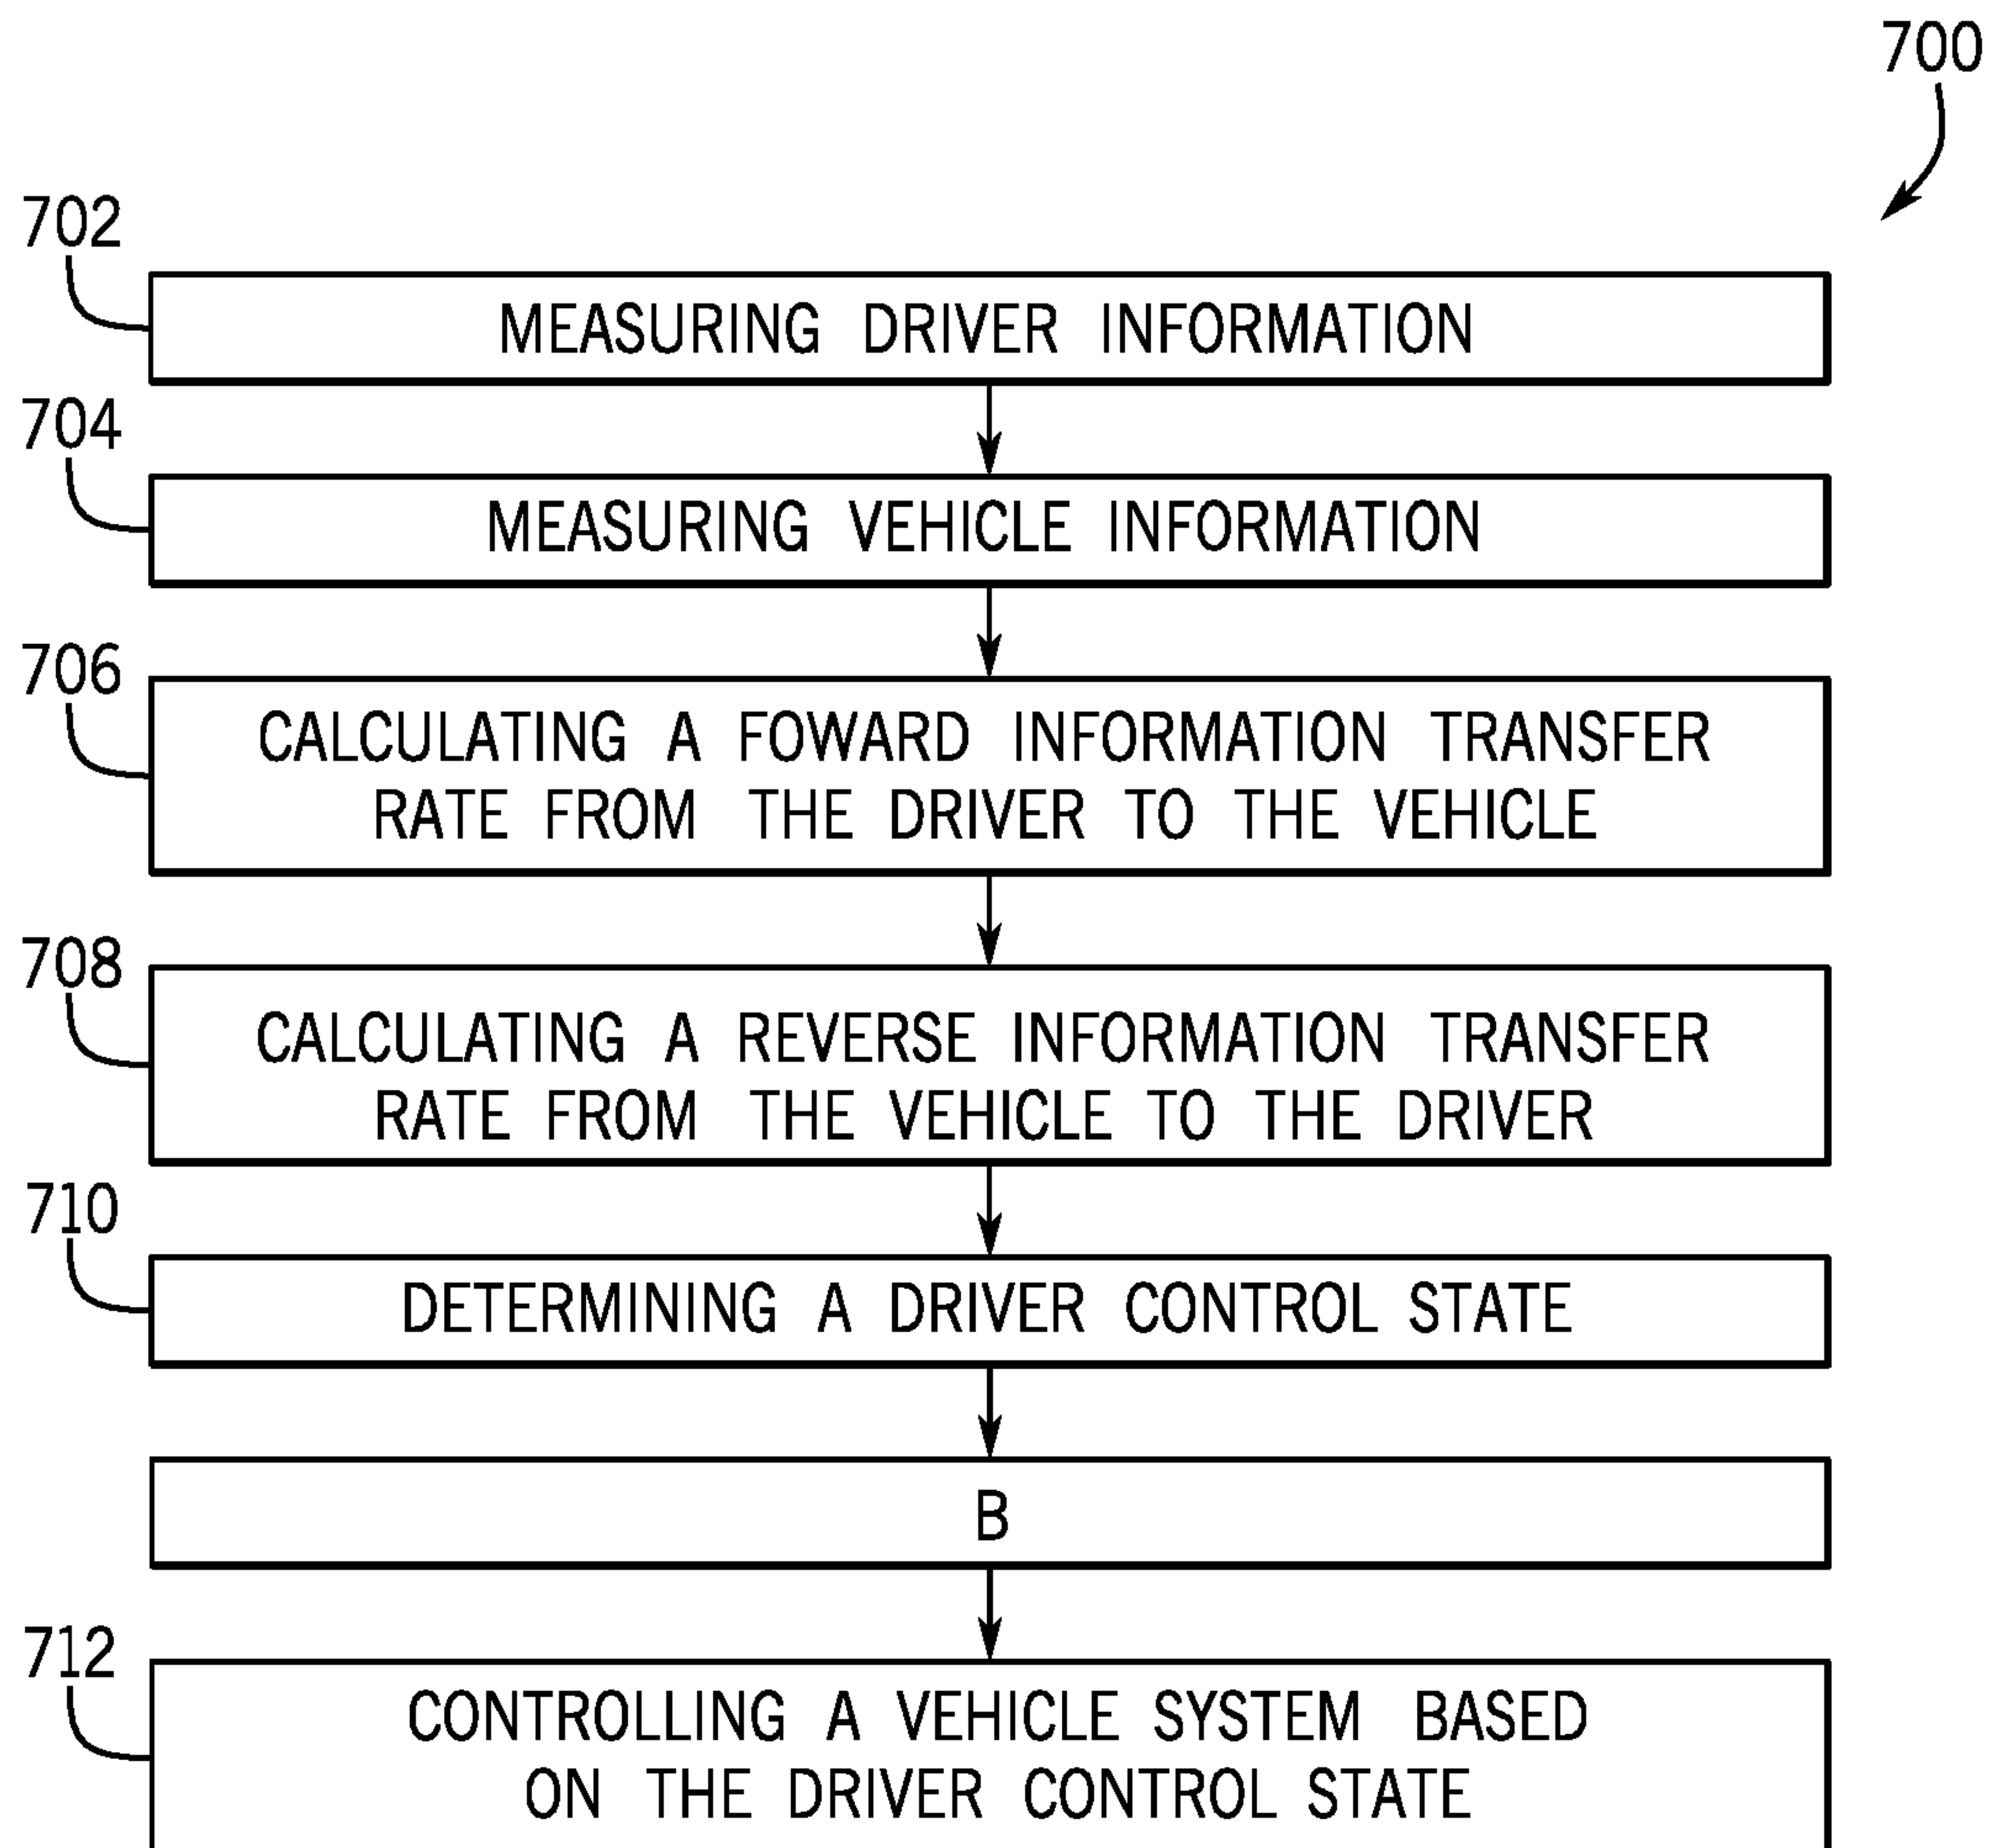 700
702
MEASURING DRIVER INFORMATION
704
MEASURING VEHICLE INFORMATION
706
CALCULATING A FOWARD INFORMATION TRANSFER
RATE FROM THE DRIVER TO THE VEHICLE
708
CALCULATING A REVERSE INFORMATION TRANSFER
RATE FROM THE VEHICLE TO THE DRIVER
710
DETERMINING A DRIVER CONTROL STATE
B
712
CONTROLLING A VEHICLE SYSTEM BASED
ON THE DRIVER CONTROL STATE